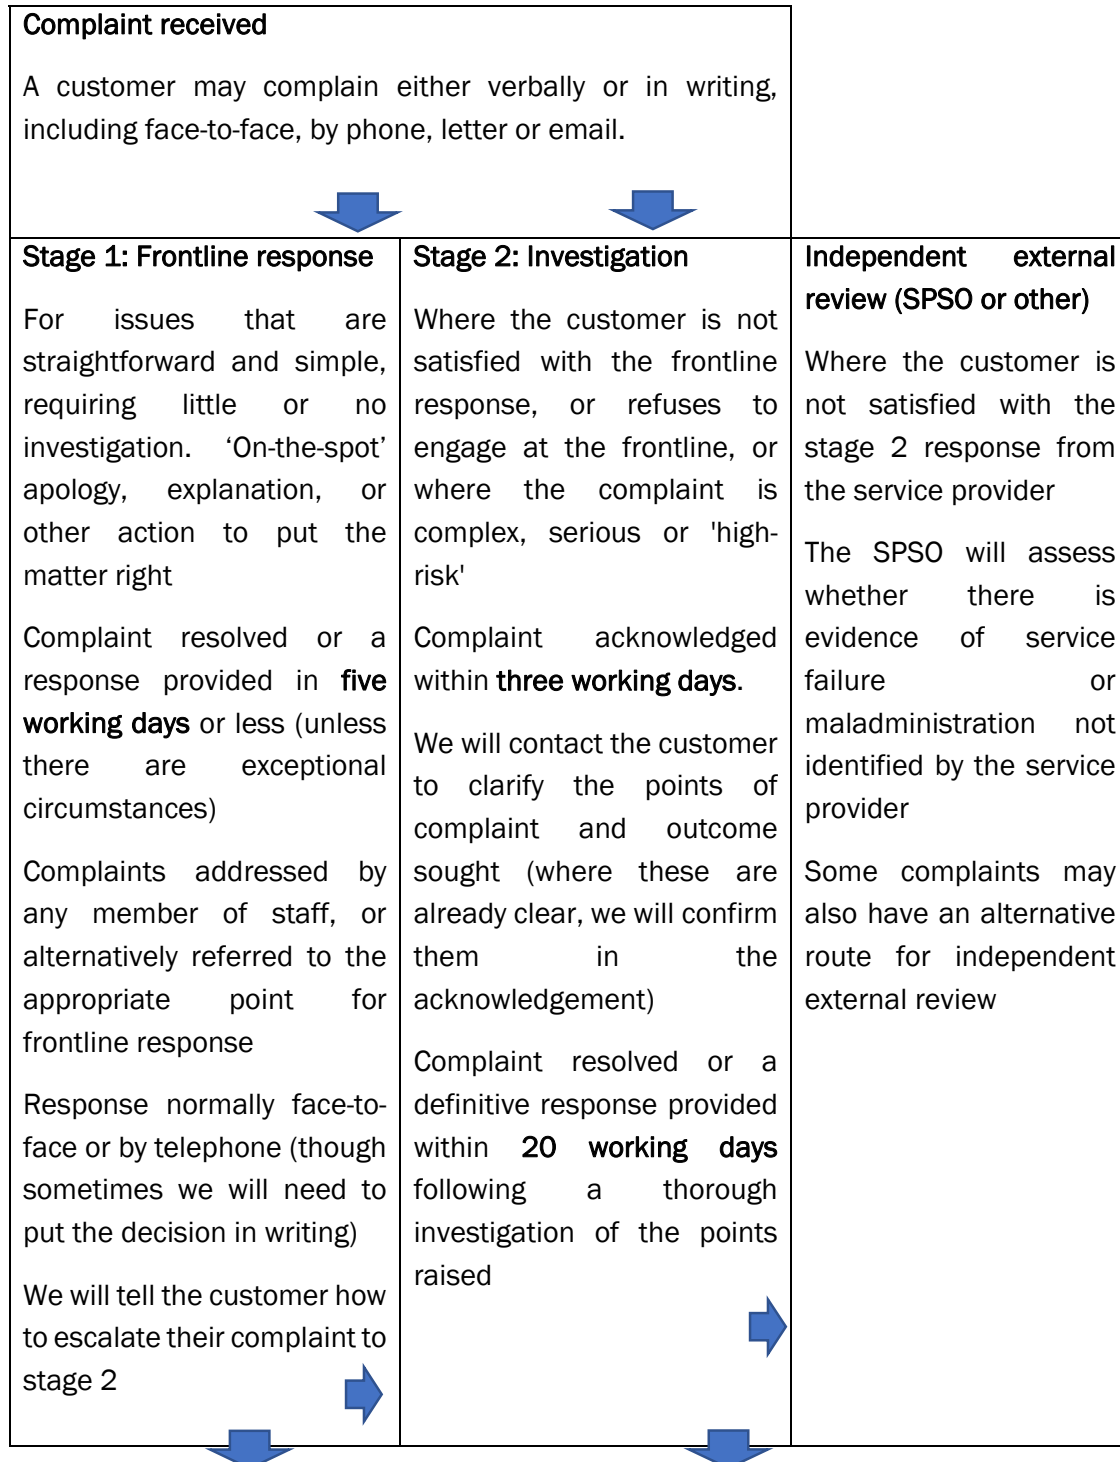 Complaint received
A customer may complain either verbally or in writing,
including face-to-face, by phone, letter or email.
Stage 1: Frontline response
For issues that are
straightforward and simple,
requiring little or no
investigation. ‘On-the-spot’
apology, explanation, or
other action to put the
matter right
Complaint resolved or a
response provided in five
working days or less (unless
there are exceptional
circumstances)
Complaints addressed by
any member of staff, or
alternatively referred to the
appropriate point for
frontline response
Response normally face-to-
face or by telephone (though
sometimes we will need to
put the decision in writing)
We will tell the customer how
to escalate their complaint to
stage 2
Stage 2: Investigation
Where the customer is not
satisfied with the frontline
response, or refuses to
engage at the frontline, or
where the complaint is
complex, serious or 'high-
risk'
Complaint acknowledged
within three working days.
We will contact the customer
to clarify the points of
complaint and outcome
sought (where these are
already clear, we will confirm
them in the
acknowledgement)
Complaint resolved or a
definitive response provided
within 20 working days
following a thorough
investigation of the points
raised
Independent external
review (SPSO or other)
Where the customer is
not satisfied with the
stage 2 response from
the service provider
The SPSO will assess
whether there is
evidence of service
failure or
maladministration not
identified by the service
provider
Some complaints may
also have an alternative
route for independent
external review